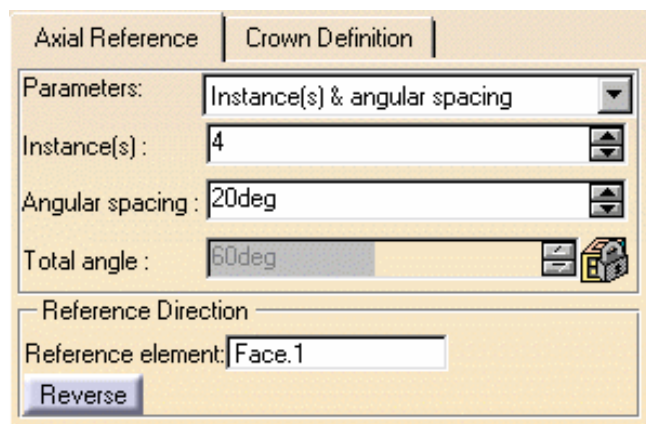 Axial Reference Crown Definition
Parameters: Instance(s) & angular spacing
Instance(s) : 4
Angular spacing : 20deg
Total angle : 60deg
Reference Direction
Reference element: Face.1
Reverse